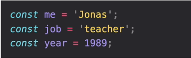 const me = 'Jonas';
const job = 'teacher';
const year = 1989;